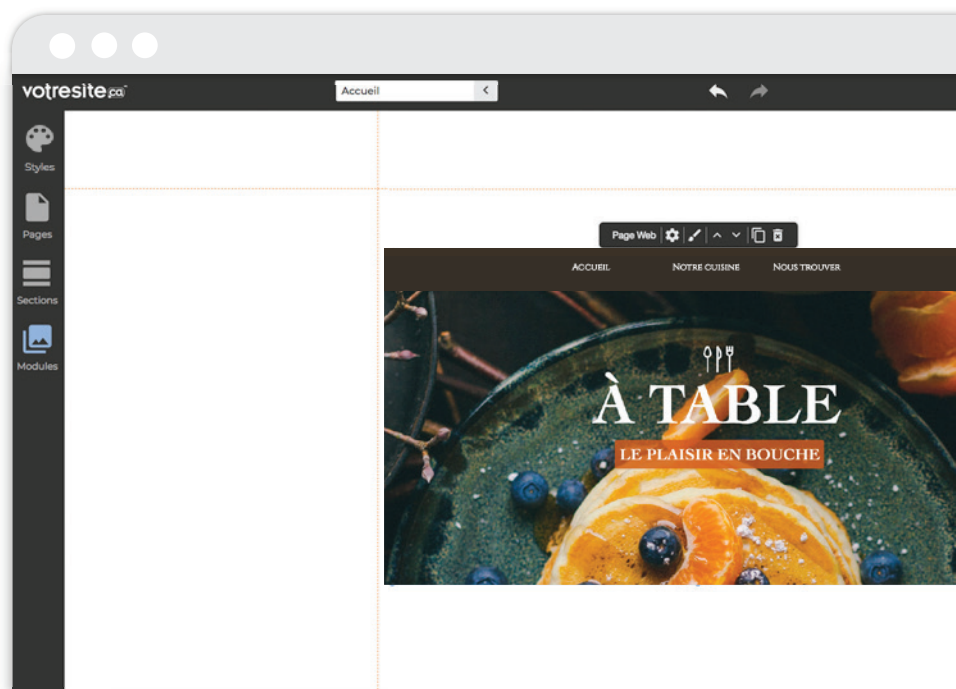 votresite.ca
Accueil
Styles
Pages
Sections
Modules
Page Web
Accueil
Notre cuisine
Nous trouver
À TABLE
LE PLAISIR EN BOUCHE